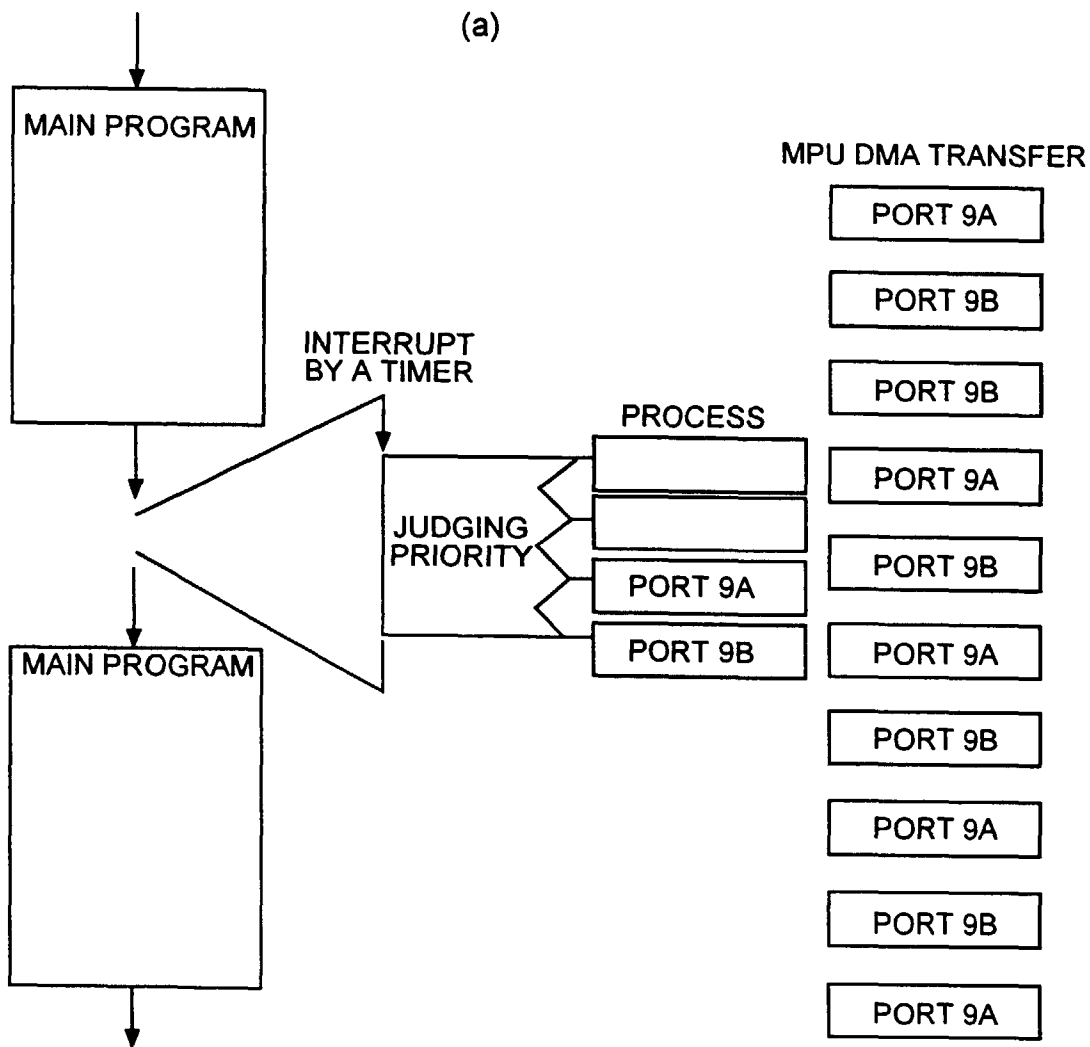 (a)
MAIN PROGRAM
MPU DMA TRANSFER
PORT 9A
PORT 9B
PORT 9B
PORT 9A
PORT 9B
PORT 9A
PORT 9B
PORT 9A
PORT 9B
PORT 9A
INTERRUPT
BY A TIMER
PROCESS
JUDGING
PRIORITY
PORT 9A
PORT 9B
MAIN PROGRAM